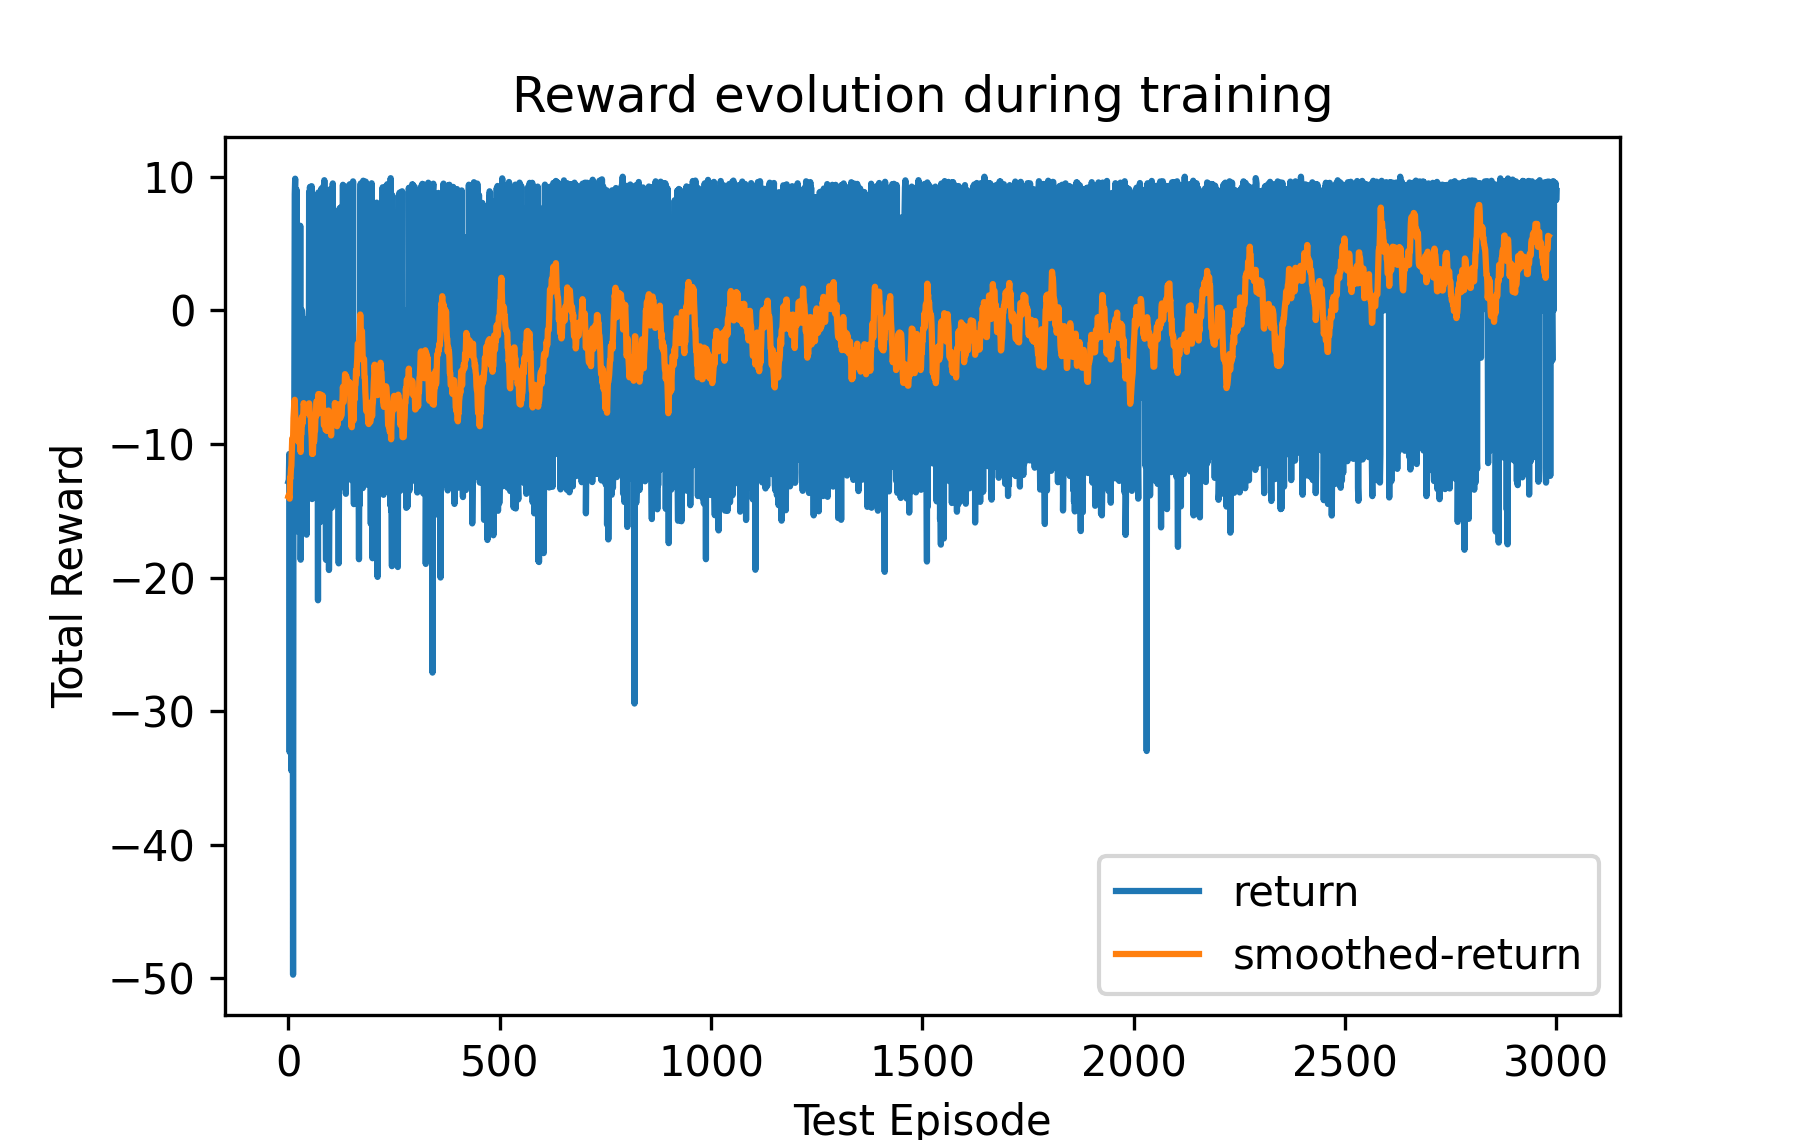 Reward evolution during training
Total Reward
10
0
−10
−20
−30
−40
−50
0 500 1000 1500 2000 2500 3000
Test Episode
return
smoothed-return